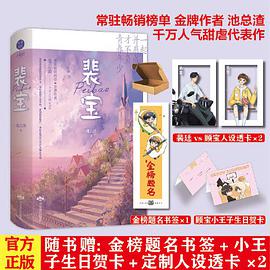 常驻畅销榜单 金牌作者 池总渣
千万人气甜虐代表作
裴宝
Peibao
金榜题名
裴廷 vs 顾宝人设透卡×2
金榜题名书签×1
顾宝小王子生日贺卡
官方
正版
随书赠: 金榜题名书签 + 小王
子生日贺卡 + 定制人设透卡 ×2